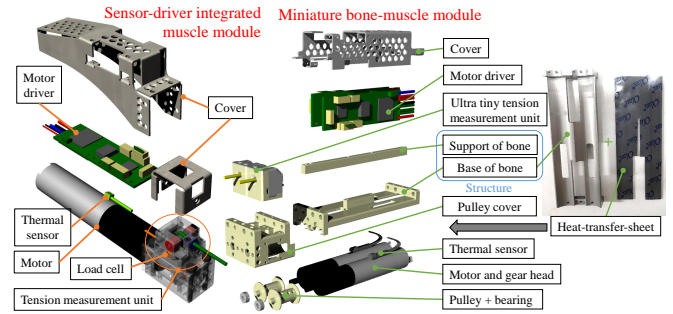 Sensor-driver integrated
muscle module
Miniature bone-muscle module
Motor
driver
Cover
Thermal
sensor
Motor
Load cell
Tension measurement unit
Cover
Motor driver
Ultra tiny tension
measurement unit
Support of bone
Base of bone
Structure
Pulley cover
Thermal sensor
Motor and gear head
Pulley + bearing
+
Heat-transfer-sheet